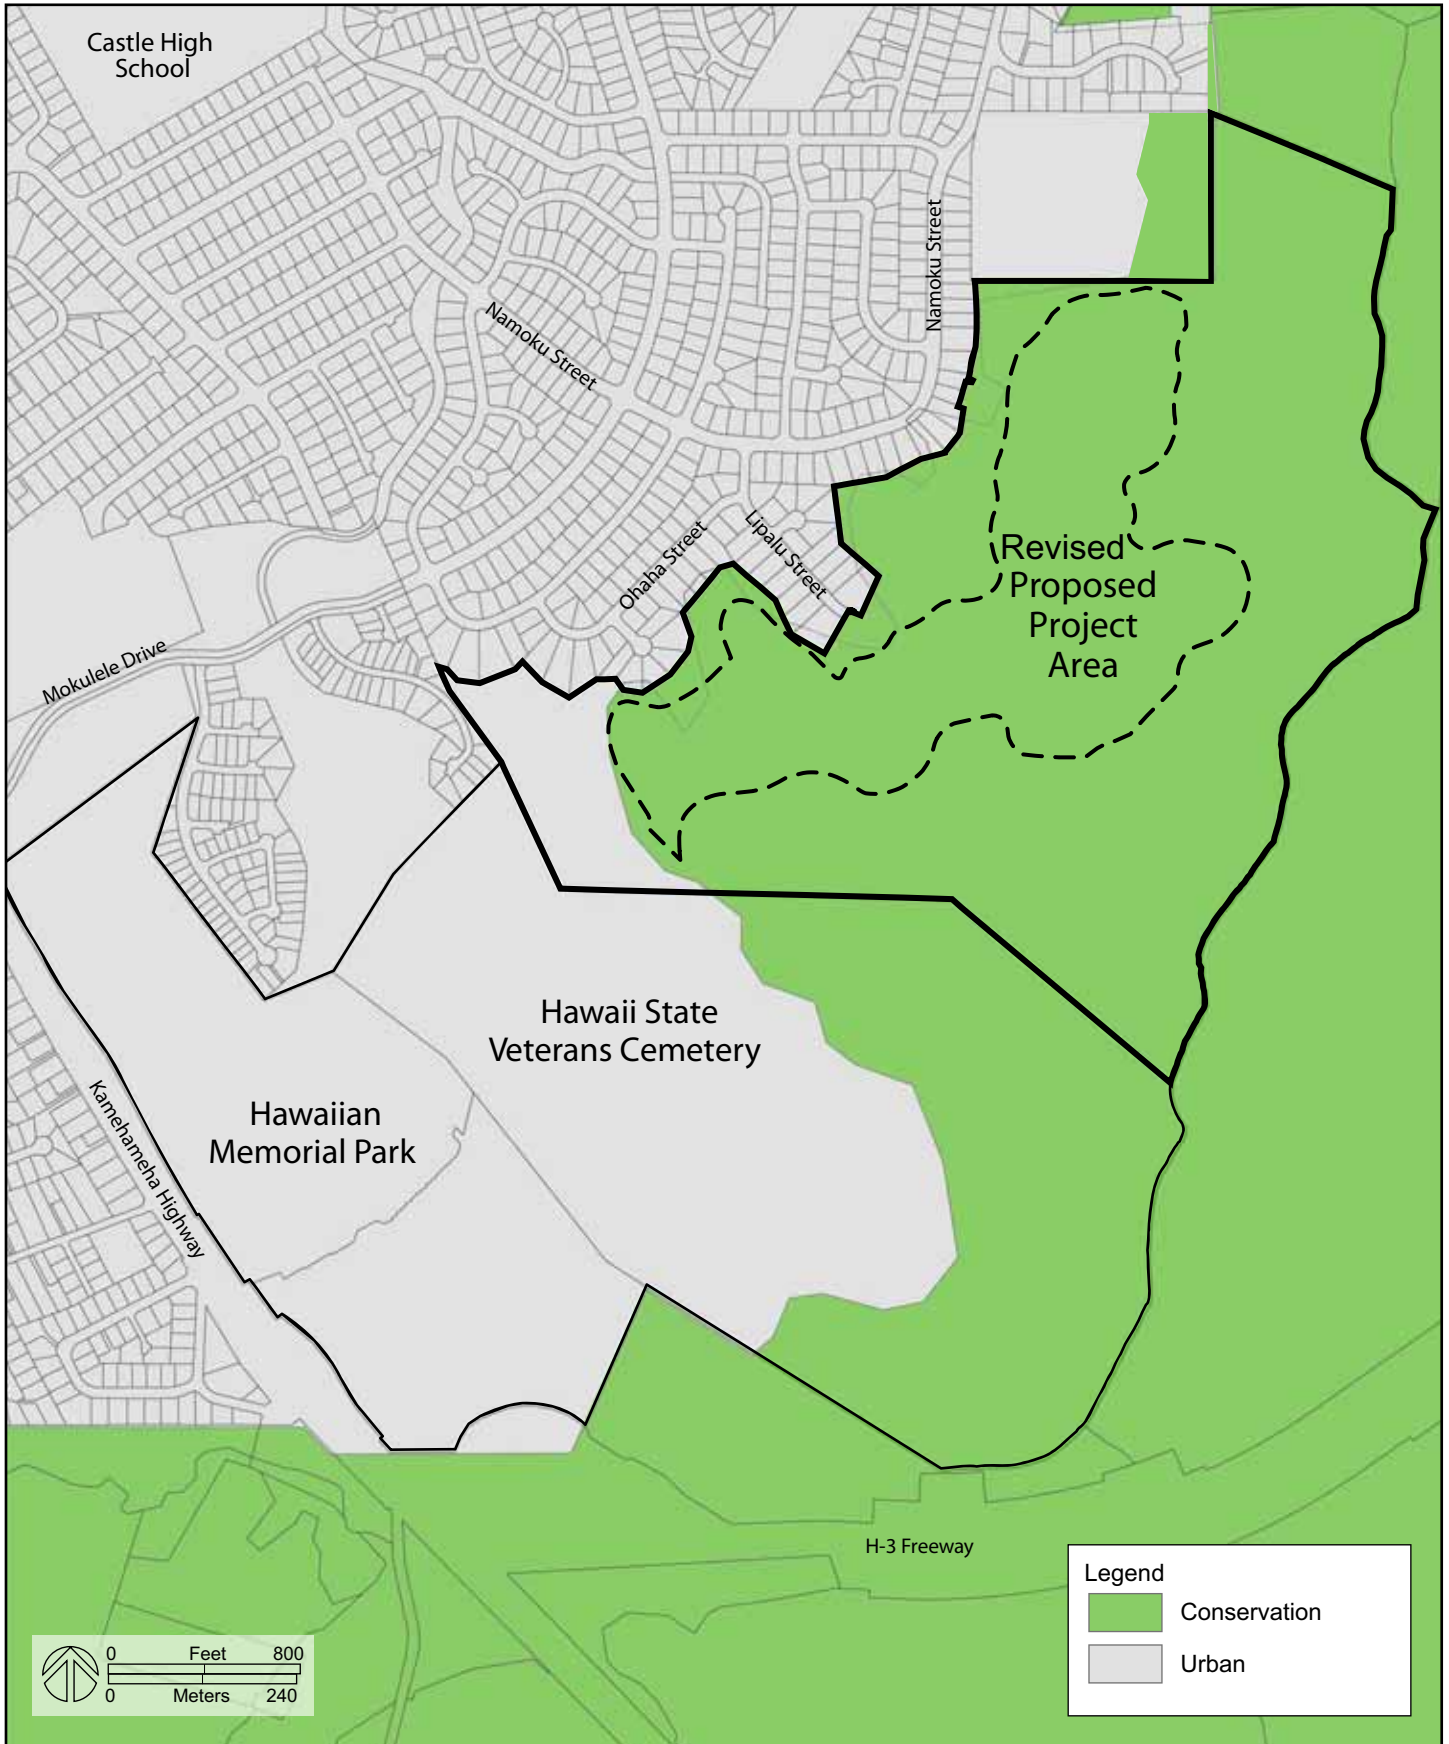 Castle High
School
Namoku Street
Namoku Street
Ohaha Street
Lipalu Street
Revised
Proposed
Project
Area
Mokulele Drive
Hawaii State
Veterans Cemetery
Hawaiian
Memorial Park
Kamehameha Highway
H-3 Freeway
Legend
Conservation
Urban
0 Feet 800
0 Meters 240